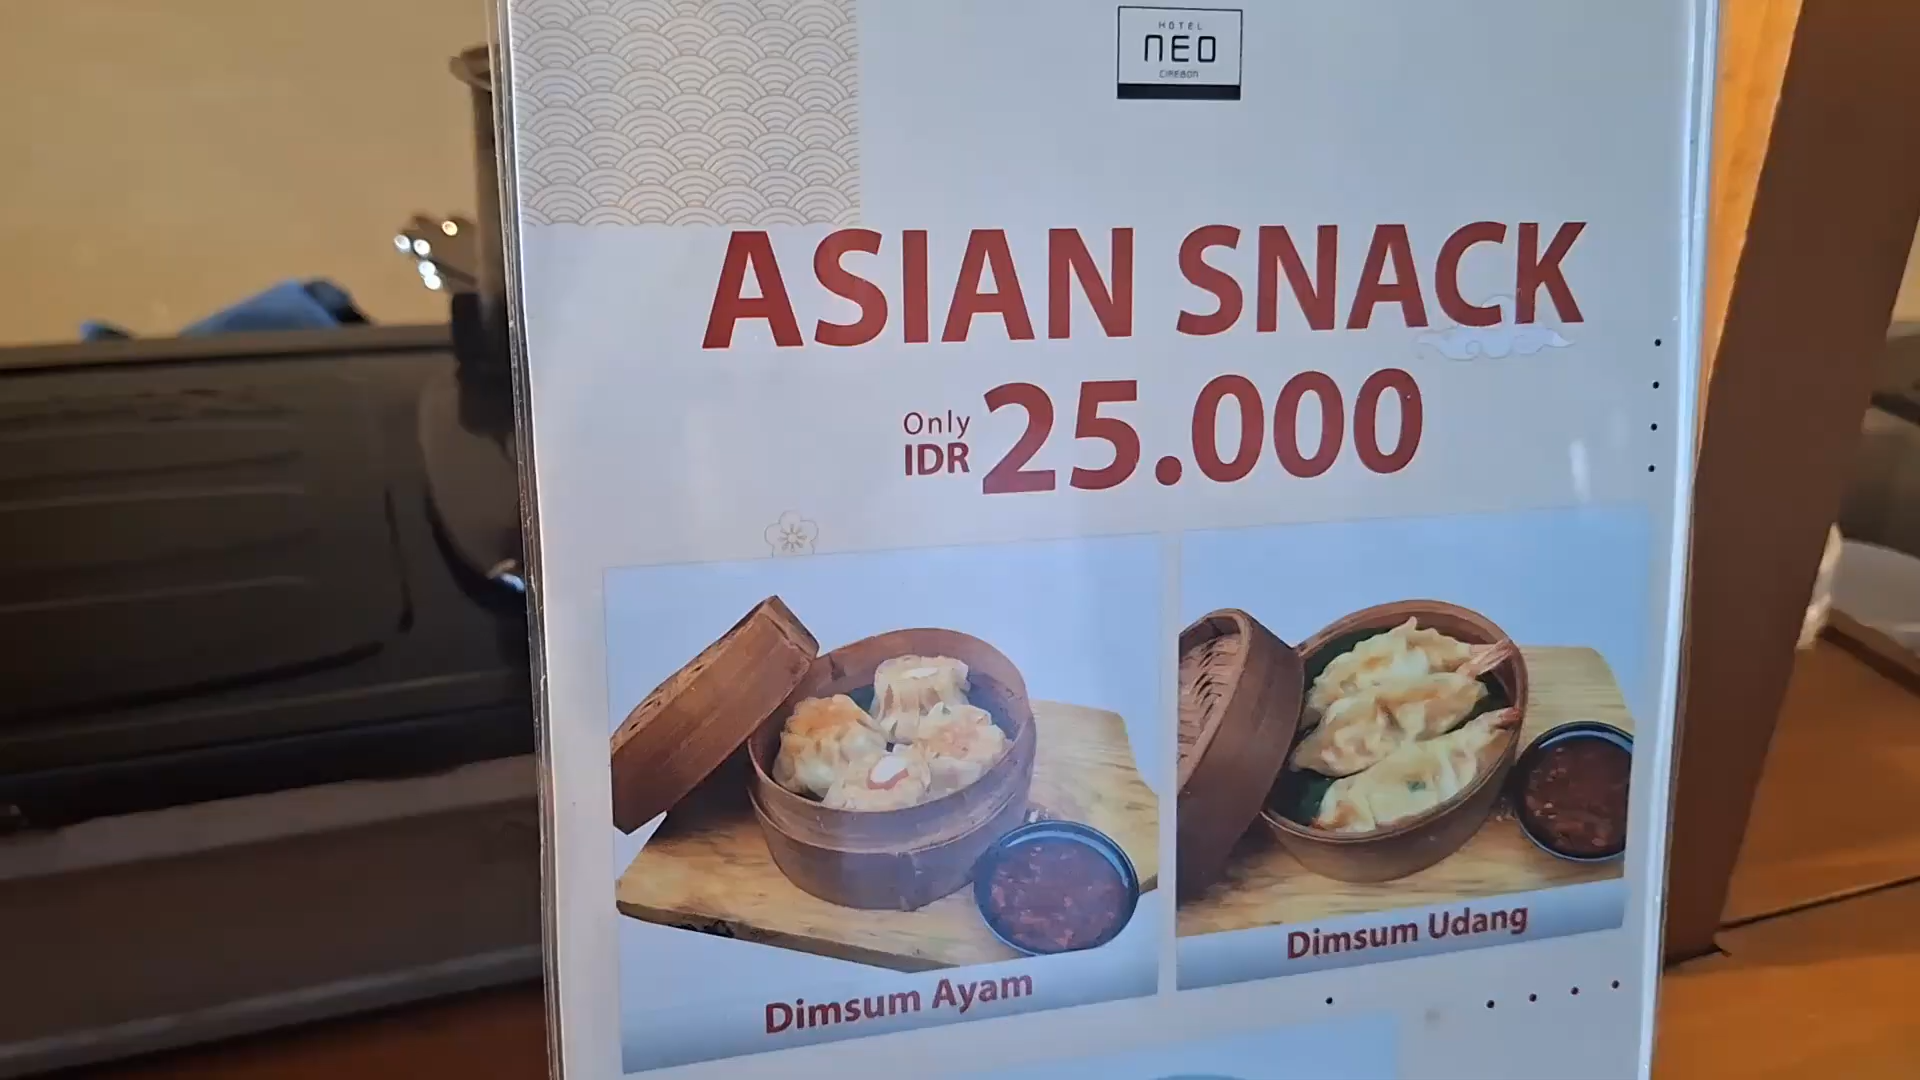 HOTEL
NEO
CIREBON
ASIAN SNACK
Only
IDR 25.000
Dimsum Ayam
Dimsum Udang